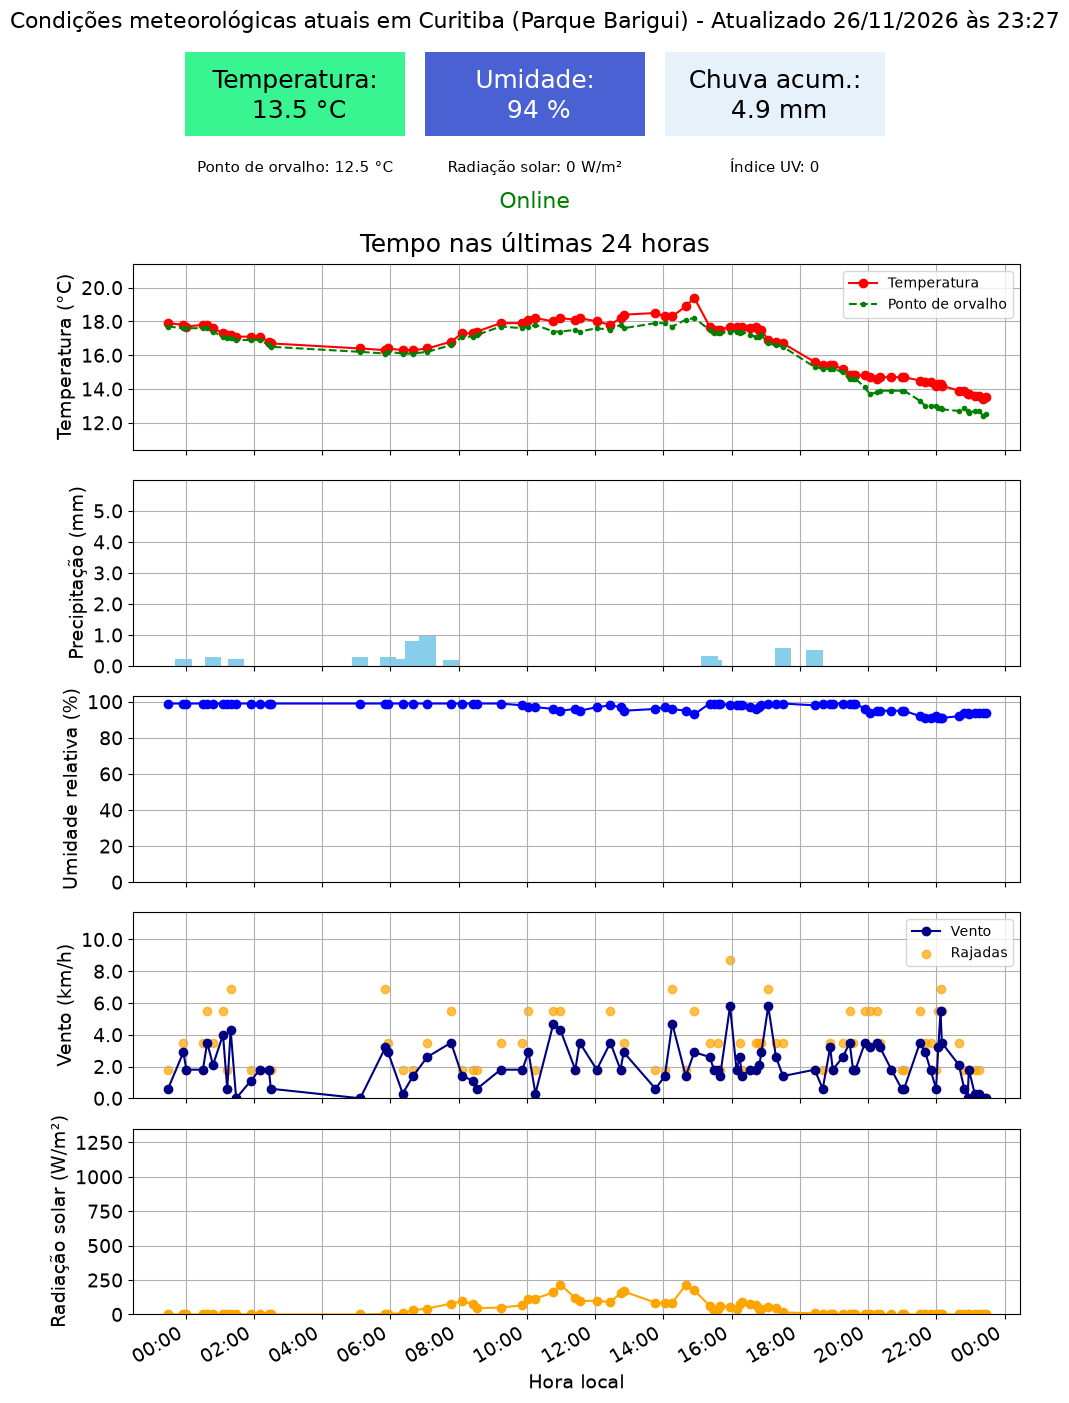 Condições meteorológicas atuais em Curitiba (Parque Barigui) - Atualizado 26/11/2026 às 23:27
Temperatura:
13.5 °C
Umidade:
94 %
Chuva acum.:
4.9 mm
Ponto de orvalho: 12.5 °C
Radiação solar: 0 W/m²
Índice UV: 0
Online
Tempo nas últimas 24 horas
Temperatura (°C)
20.0
18.0
16.0
14.0
12.0
Temperatura
Ponto de orvalho
Precipitação (mm)
5.0
4.0
3.0
2.0
1.0
0.0
Umidade relativa (%)
100
80
60
40
20
0
Vento (km/h)
10.0
8.0
6.0
4.0
2.0
0.0
Vento
Rajadas
Radiação solar (W/m²)
1250
1000
750
500
250
0
00:00
02:00
04:00
06:00
08:00
10:00
12:00
14:00
16:00
18:00
20:00
22:00
00:00
Hora local